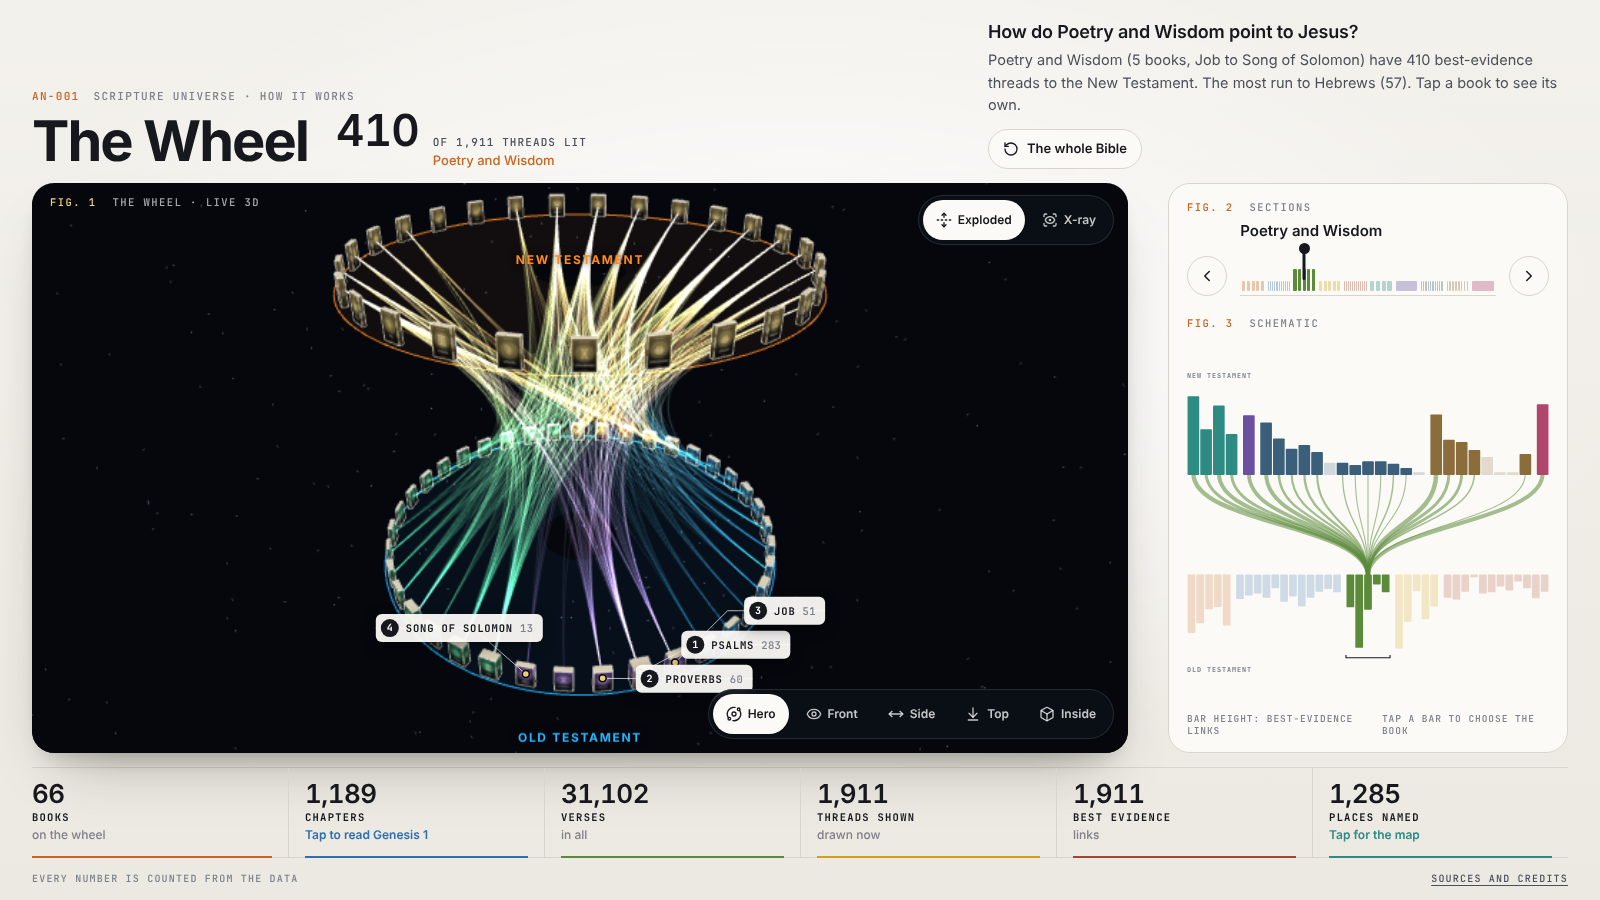 How do Poetry and Wisdom point to Jesus?
Poetry and Wisdom (5 books, Job to Song of Solomon) have 410 best-evidence
threads to the New Testament. The most run to Hebrews (57). Tap a book to see its
own.
The whole Bible
AN-001 SCRIPTURE UNIVERSE · HOW IT WORKS
The Wheel 410 OF 1,911 THREADS LIT
Poetry and Wisdom
FIG. 1 THE WHEEL · LIVE 3D
Exploded X-ray
NEW TESTAMENT
3 JOB 51
4 SONG OF SOLOMON 13
1 PSALMS 283
2 PROVERBS 60
Hero Front Side Top Inside
OLD TESTAMENT
FIG. 2 SECTIONS
Poetry and Wisdom
FIG. 3 SCHEMATIC
NEW TESTAMENT
OLD TESTAMENT
BAR HEIGHT: BEST-EVIDENCE LINKS
TAP A BAR TO CHOOSE THE BOOK
66
BOOKS
on the wheel
1,189
CHAPTERS
Tap to read Genesis 1
31,102
VERSES
in all
1,911
THREADS SHOWN
drawn now
1,911
BEST EVIDENCE
links
1,285
PLACES NAMED
Tap for the map
EVERY NUMBER IS COUNTED FROM THE DATA
SOURCES AND CREDITS